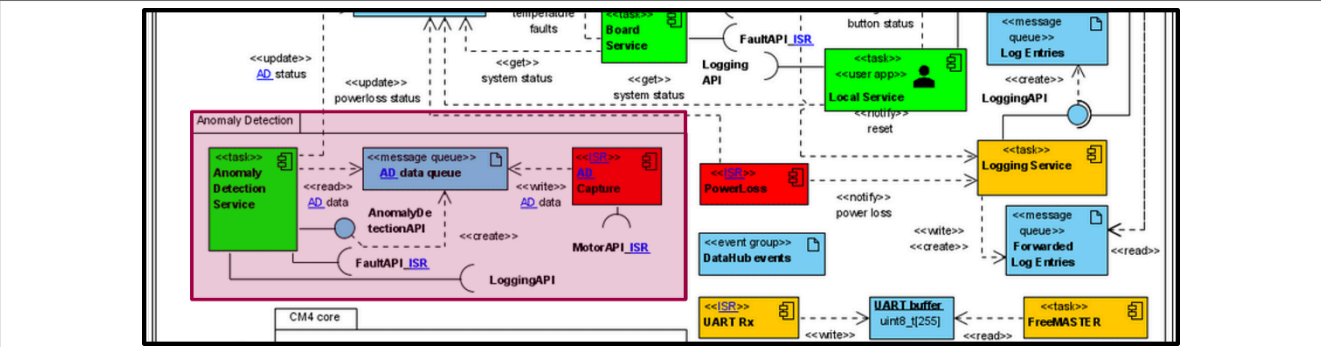 temperature
faults
<<task>>
Board
Service
FaultAPI_ISR
button status
<<message
queue>>
Log Entries
<<update>>
AD status
<<get>>
system status
Logging
API
<<task>>
<<user app>>
Local Service
<<create>>
<<update>>
powerloss status
<<get>>
system status
LoggingAPI
<<notify>>
reset
Anomaly Detection
<<task>>
Anomaly
Detection
Service
<<message queue>>
AD data queue
<<ISR>>
AD
Capture
<<read>>
AD data
<<write>>
AD data
<<ISR>>
PowerLoss
<<task>>
Logging Service
<<notify>>
power loss
AnomalyDe
tectionAPI
<<create>>
MotorAPI_ISR
FaultAPI_ISR
LoggingAPI
<<event group>>
DataHub events
<<write>>
<<create>>
<<message
queue>>
Forwarded
Log Entries
<<read>>
CM4 core
<<ISR>>
UART Rx
<<write>>
UART buffer
uint8_t[255]
<<read>>
<<task>>
FreeMASTER